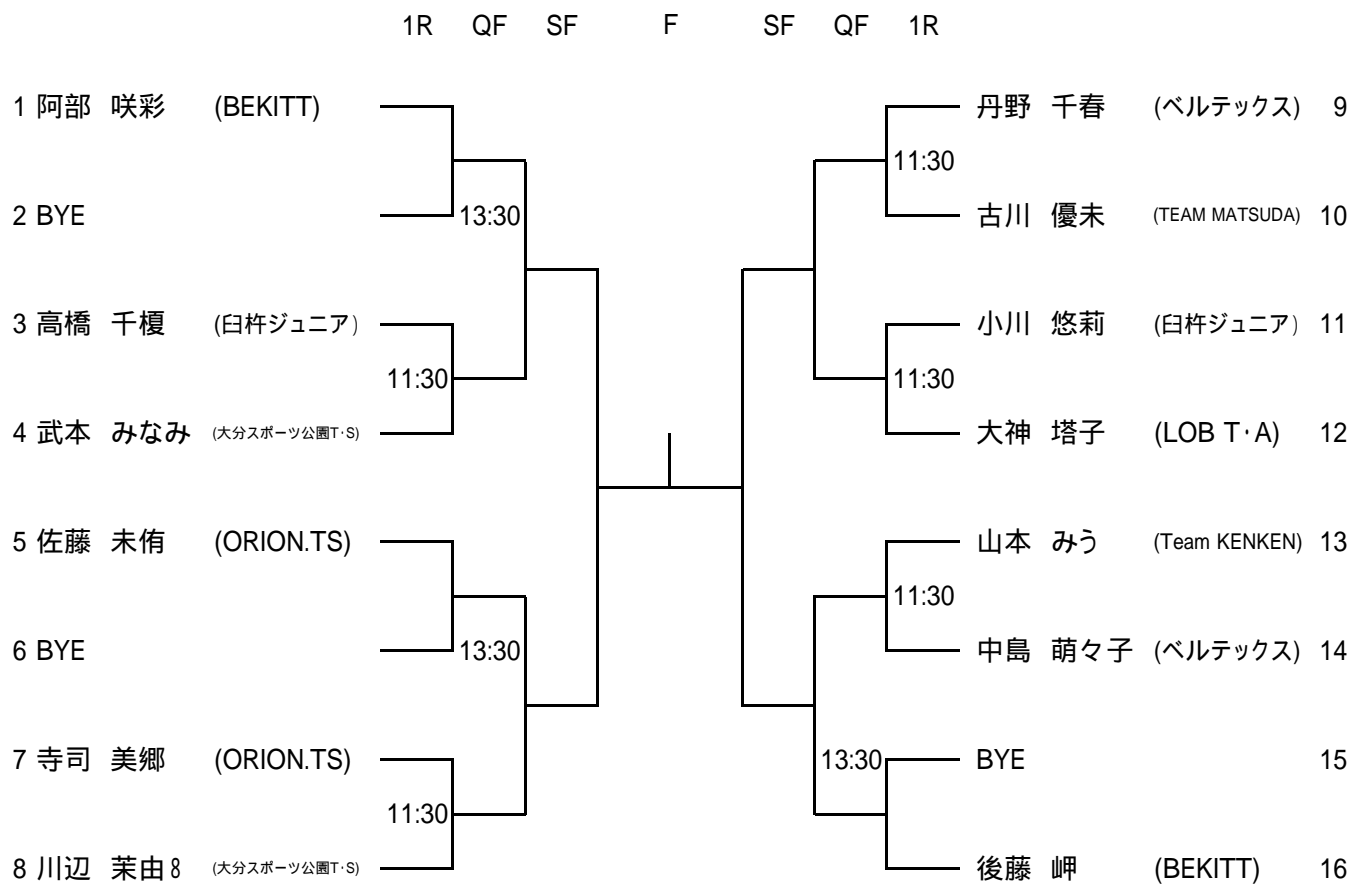 1R QF SF F SF QF 1R
1 阿部 咲彩 (BEKITT) 丹野 千春 (ベルテックス) 9
11:30
2 BYE 13:30 古川 優未 (TEAM MATSUDA) 10
3 高橋 千榎 (臼杵ジュニア) 小川 悠莉 (臼杵ジュニア) 11
11:30 11:30
4 武本 みなみ (大分スポーツ公園T・S) 大神 塔子 (LOB T・A) 12
5 佐藤 未侑 (ORION.TS) 山本 みう (Team KENKEN) 13
11:30
6 BYE 13:30 中島 萌々子 (ベルテックス) 14
7 寺司 美郷 (ORION.TS) 13:30 BYE 15
11:30
8 川辺 茉由 (大分スポーツ公園T・S) 後藤 岬 (BEKITT) 16